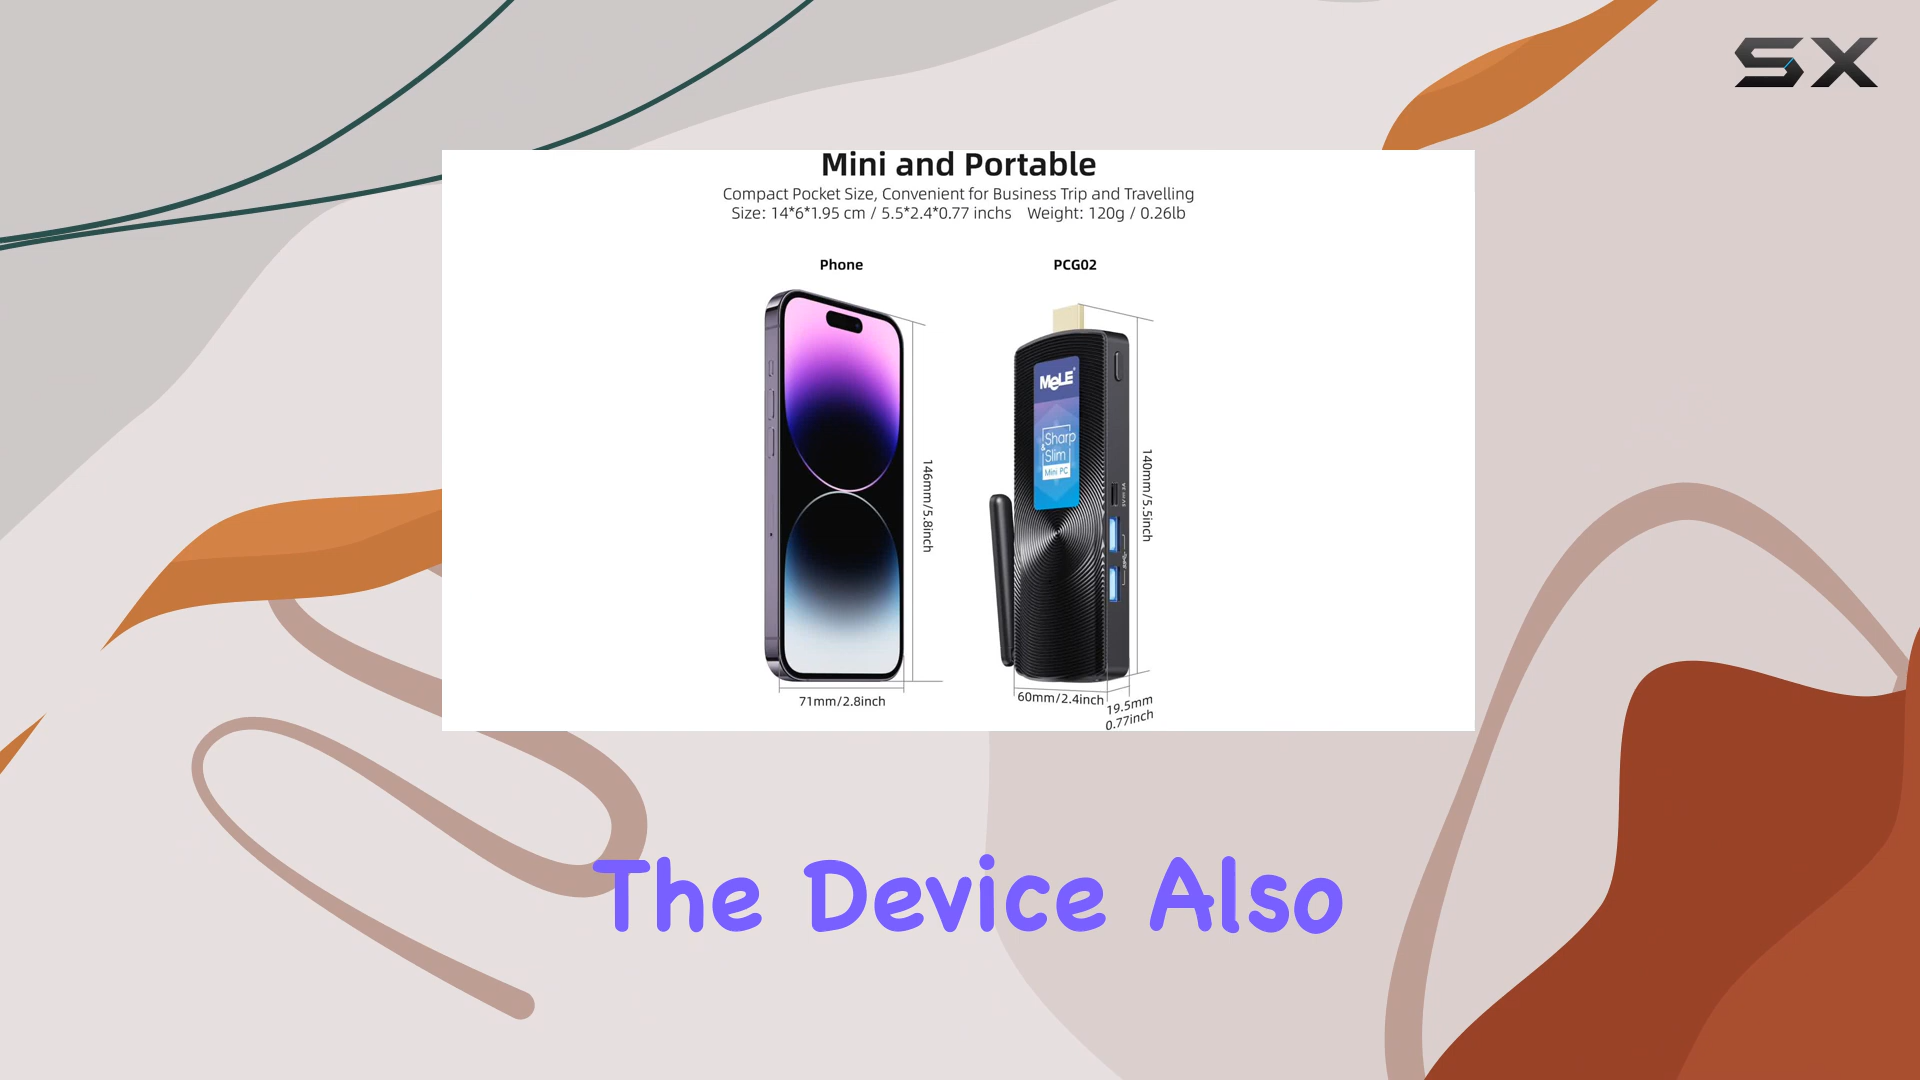 SX
Mini and Portable
Compact Pocket Size, Convenient for Business Trip and Travelling
Size: 14*6*1.95 cm / 5.5*2.4*0.77 inchs Weight: 120g / 0.26lb
Phone
PCG02
MeLE
Sharp
& Slim
Mini PC
146mm/5.8inch
140mm/5.5inch
71mm/2.8inch
60mm/2.4inch
19.5mm
0.77inch
The Device Also